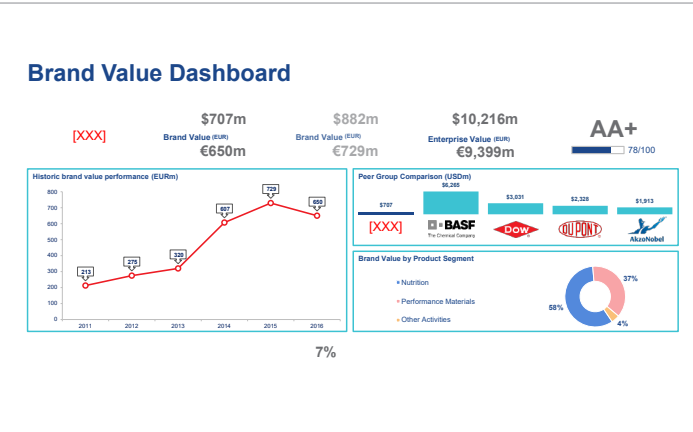 Brand Value Dashboard
[XXX]
$707m
Brand Value (EUR)
€650m
$882m
Brand Value (EUR)
€729m
$10,216m
Enterprise Value (EUR)
€9,399m
AA+
78/100
Historic brand value performance (EURm)
800
700
600
500
400
300
200
100
0
213
275
320
607
729
650
2011 2012 2013 2014 2015 2016
Peer Group Comparison (USDm)
$707
$6,265
$3,031
$2,328
$1,913
[XXX]
BASF
The Chemical Company
Dow
DUPONT
AkzoNobel
Brand Value by Product Segment
Nutrition
Performance Materials
Other Activities
58%
37%
4%
7%